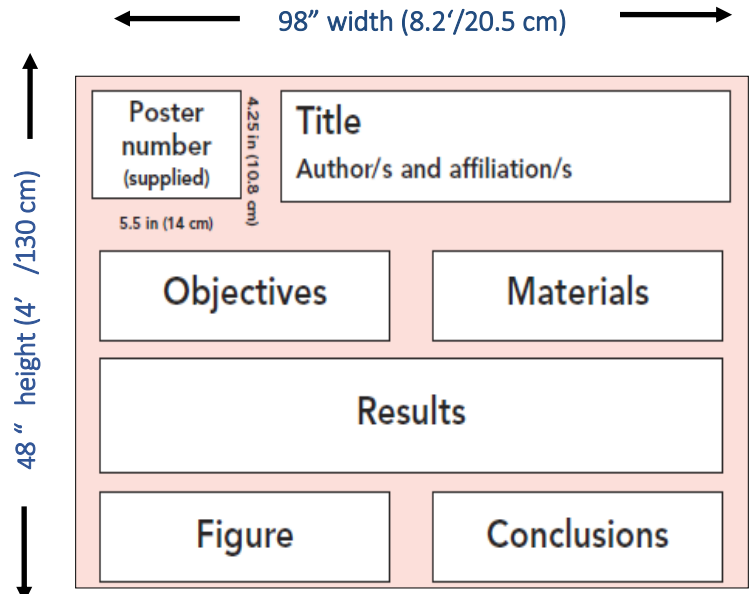 98” width (8.2‘/20.5 cm)
48 “ height (4’ /130 cm)
Poster
number
(supplied)
4.25 in (10.8 cm)
5.5 in (14 cm)
Title
Author/s and affiliation/s
Objectives
Materials
Results
Figure
Conclusions